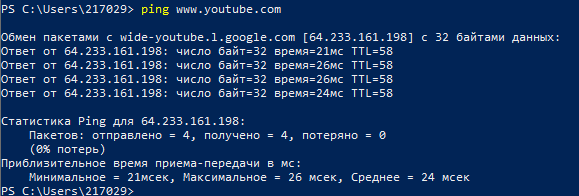 PS C:\Users\217029> ping www.youtube.com
Обмен пакетами с wide-youtube.l.google.com [64.233.161.198] с 32 байтами данных:
Ответ от 64.233.161.198: число байт=32 время=21мс TTL=58
Ответ от 64.233.161.198: число байт=32 время=26мс TTL=58
Ответ от 64.233.161.198: число байт=32 время=26мс TTL=58
Ответ от 64.233.161.198: число байт=32 время=24мс TTL=58
Статистика Ping для 64.233.161.198:
Пакетов: отправлено = 4, получено = 4, потеряно = 0
(0% потерь)
Приблизительное время приема-передачи в мс:
Минимальное = 21мсек, Максимальное = 26 мсек, Среднее = 24 мсек
PS C:\Users\217029>